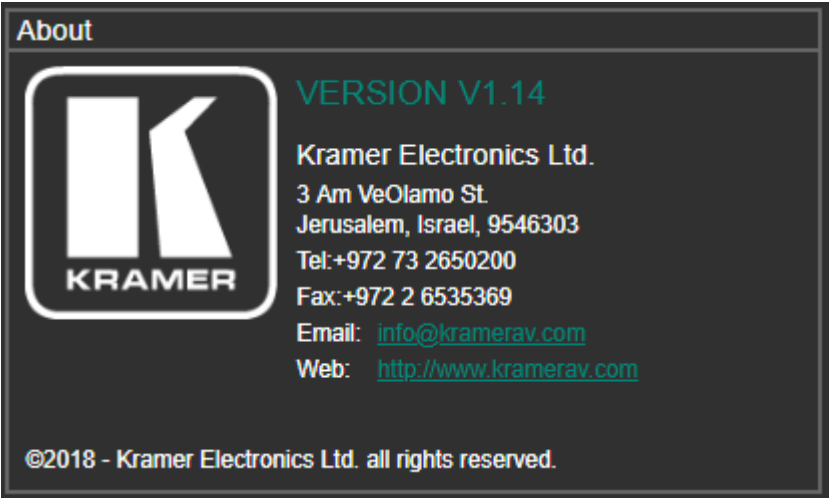 About
VERSION V1.14
Kramer Electronics Ltd.
3 Am VeOlamo St.
Jerusalem, Israel, 9546303
Tel:+972 73 2650200
KRAMER
Fax:+972 2 6535369
Email: info@kramerav.com
Web: http://www.kramerav.com
©2018 - Kramer Electronics Ltd. all rights reserved.